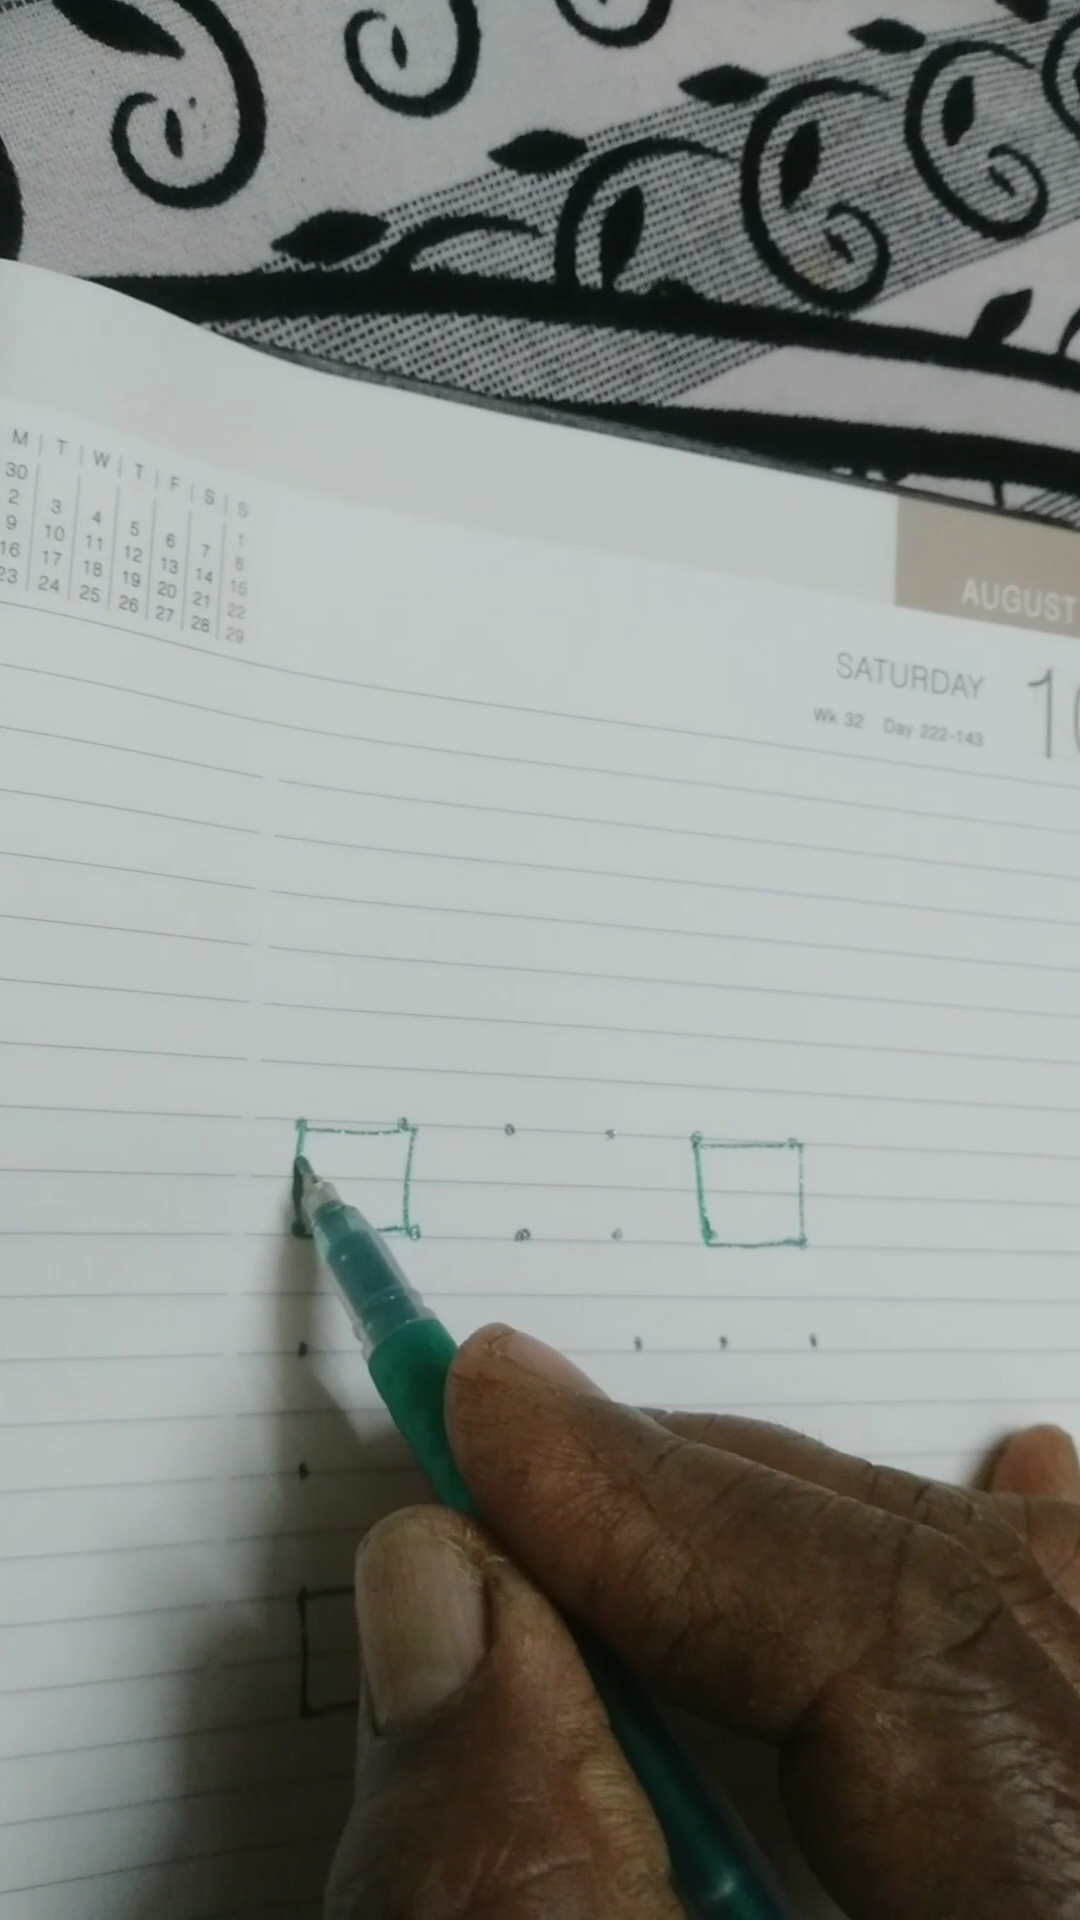 M T W T F S S
30 1
2 3 4 5 6 7 8
9 10 11 12 13 14 15
16 17 18 19 20 21 22
23 24 25 26 27 28 29
AUGUST
SATURDAY
Wk 32 Day 222-143